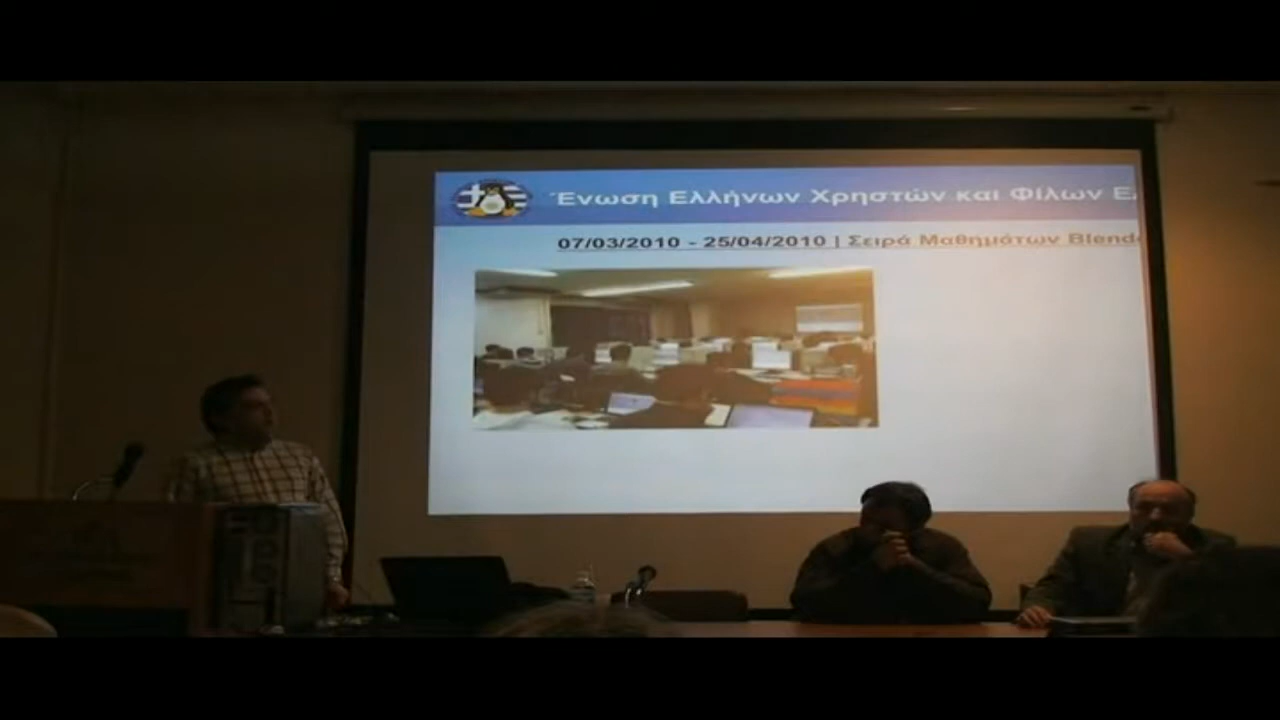 Ένωση Ελλήνων Χρηστών και Φίλων
07/03/2010 - 25/04/2010 | Σειρά Μαθημάτων